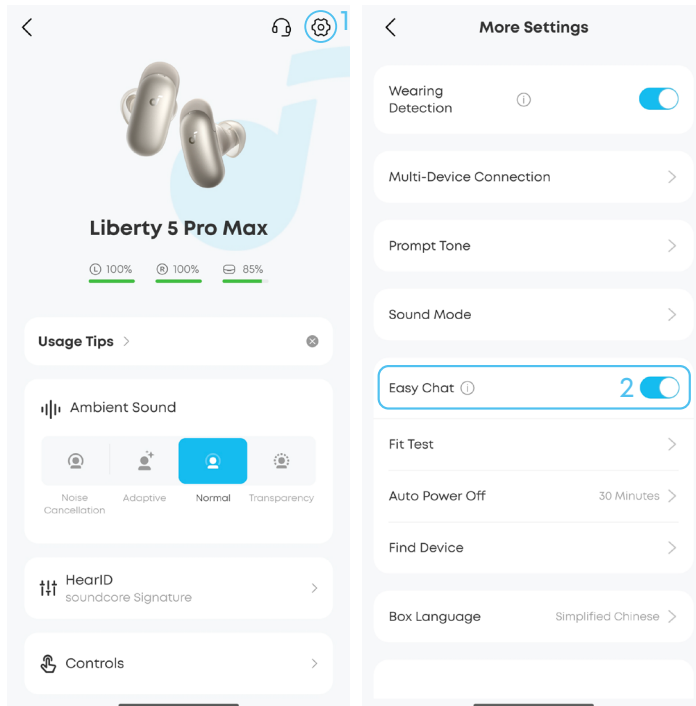 1
Liberty 5 Pro Max
L 100%
R 100%
85%
Usage Tips
Ambient Sound
Noise
Cancellation
Adaptive
Normal
Transparency
HearID
soundcore Signature
Controls
More Settings
Wearing
Detection
Multi-Device Connection
Prompt Tone
Sound Mode
Easy Chat
2
Fit Test
Auto Power Off
30 Minutes
Find Device
Box Language
Simplified Chinese